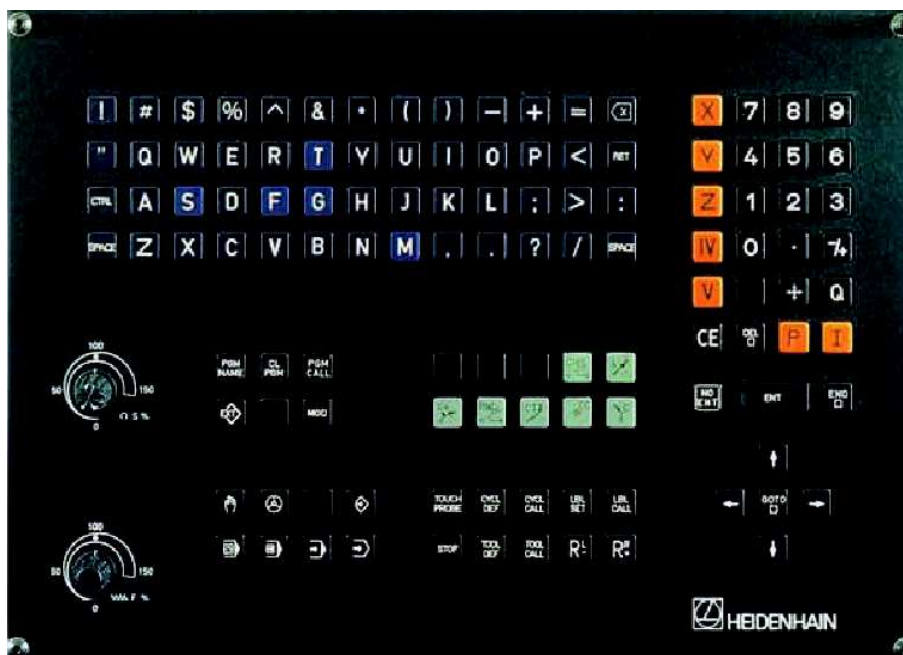 ! # $ % ^ & * ( ) − + =
X 7 8 9
" Q W E R T Y U I O P < RET
Y 4 5 6
CTRL A S D F G H J K L ; > :
Z 1 2 3
SPACE Z X C V B N M , . ? / SPACE
IV 0 ·
V + Q
CE DEL P I
100
50 150
0 S %
PGM NAME
CL PGM
PGM CALL
MOD
NO ENT
ENT
END
GOTO
TOUCH PROBE
CYCL DEF
CYCL CALL
LBL SET
LBL CALL
STOP
TOOL DEF
TOOL CALL
R L
R R
100
50 150
0 F %
HEIDENHAIN